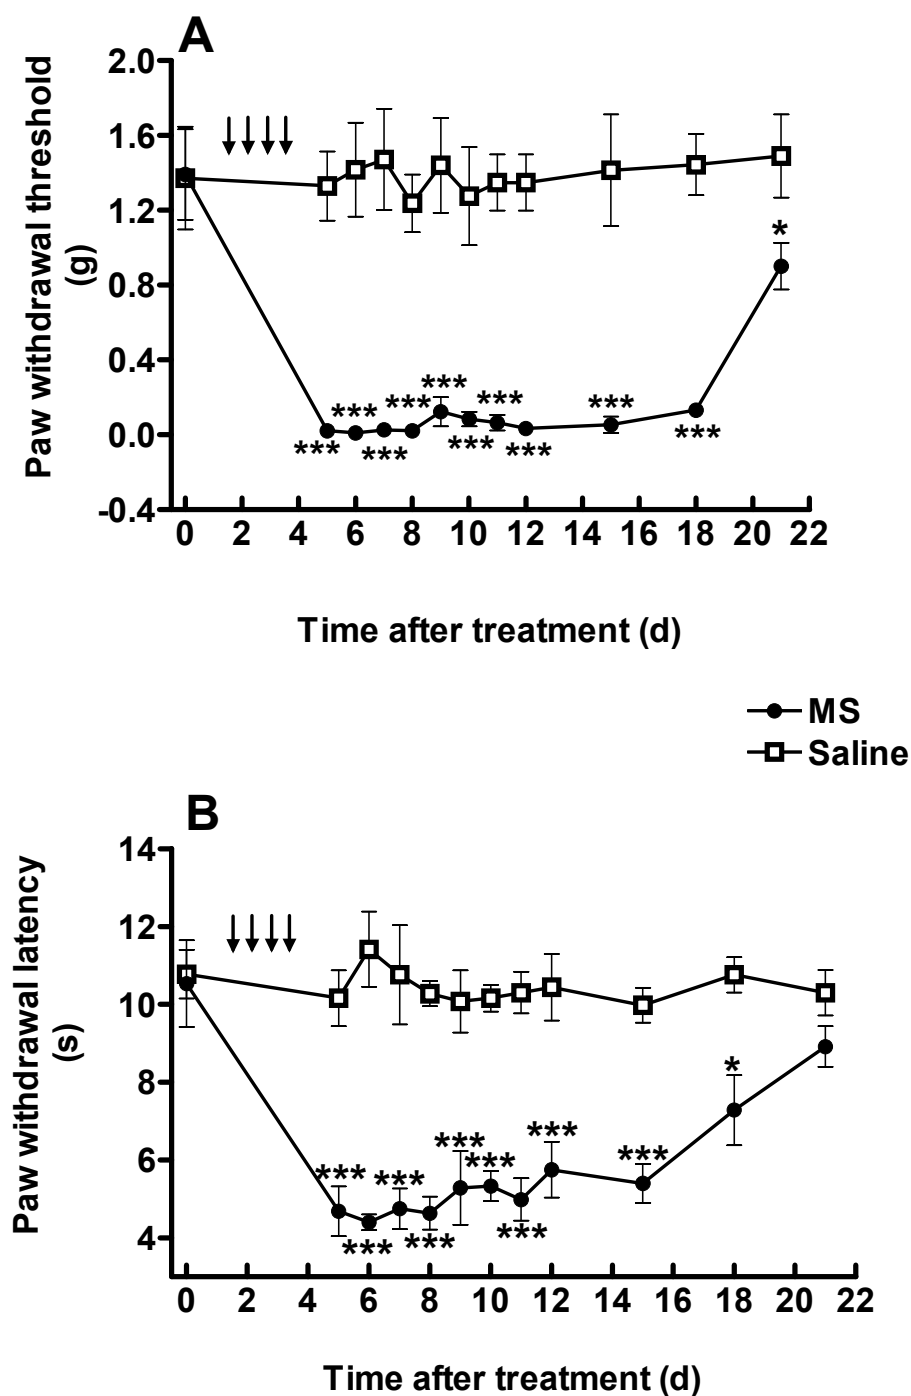 A
Paw withdrawal threshold
(g)
2.0
1.6
1.2
0.8
0.4
0.0
-0.4
*
***
***
***
***
***
***
***
***
***
***
0 2 4 6 8 10 12 14 16 18 20 22
Time after treatment (d)
MS
Saline
B
Paw withdrawal latency
(s)
14
12
10
8
6
4
*
***
***
***
***
***
***
***
***
***
0 2 4 6 8 10 12 14 16 18 20 22
Time after treatment (d)